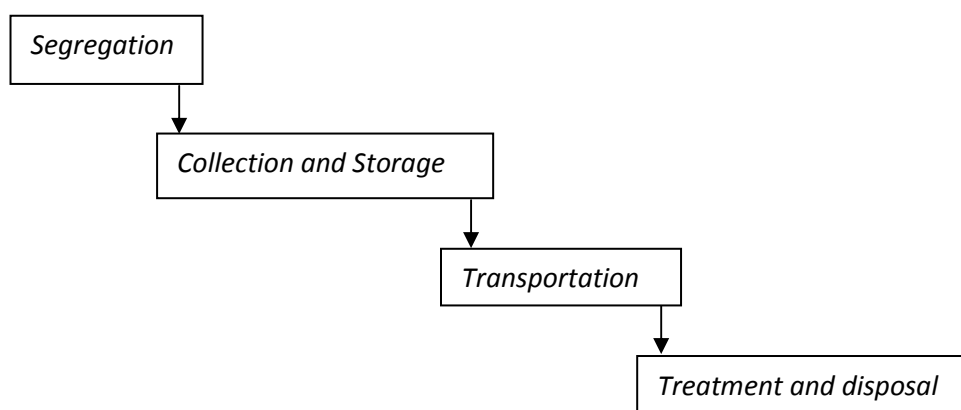 Segregation
Collection and Storage
Transportation
Treatment and disposal